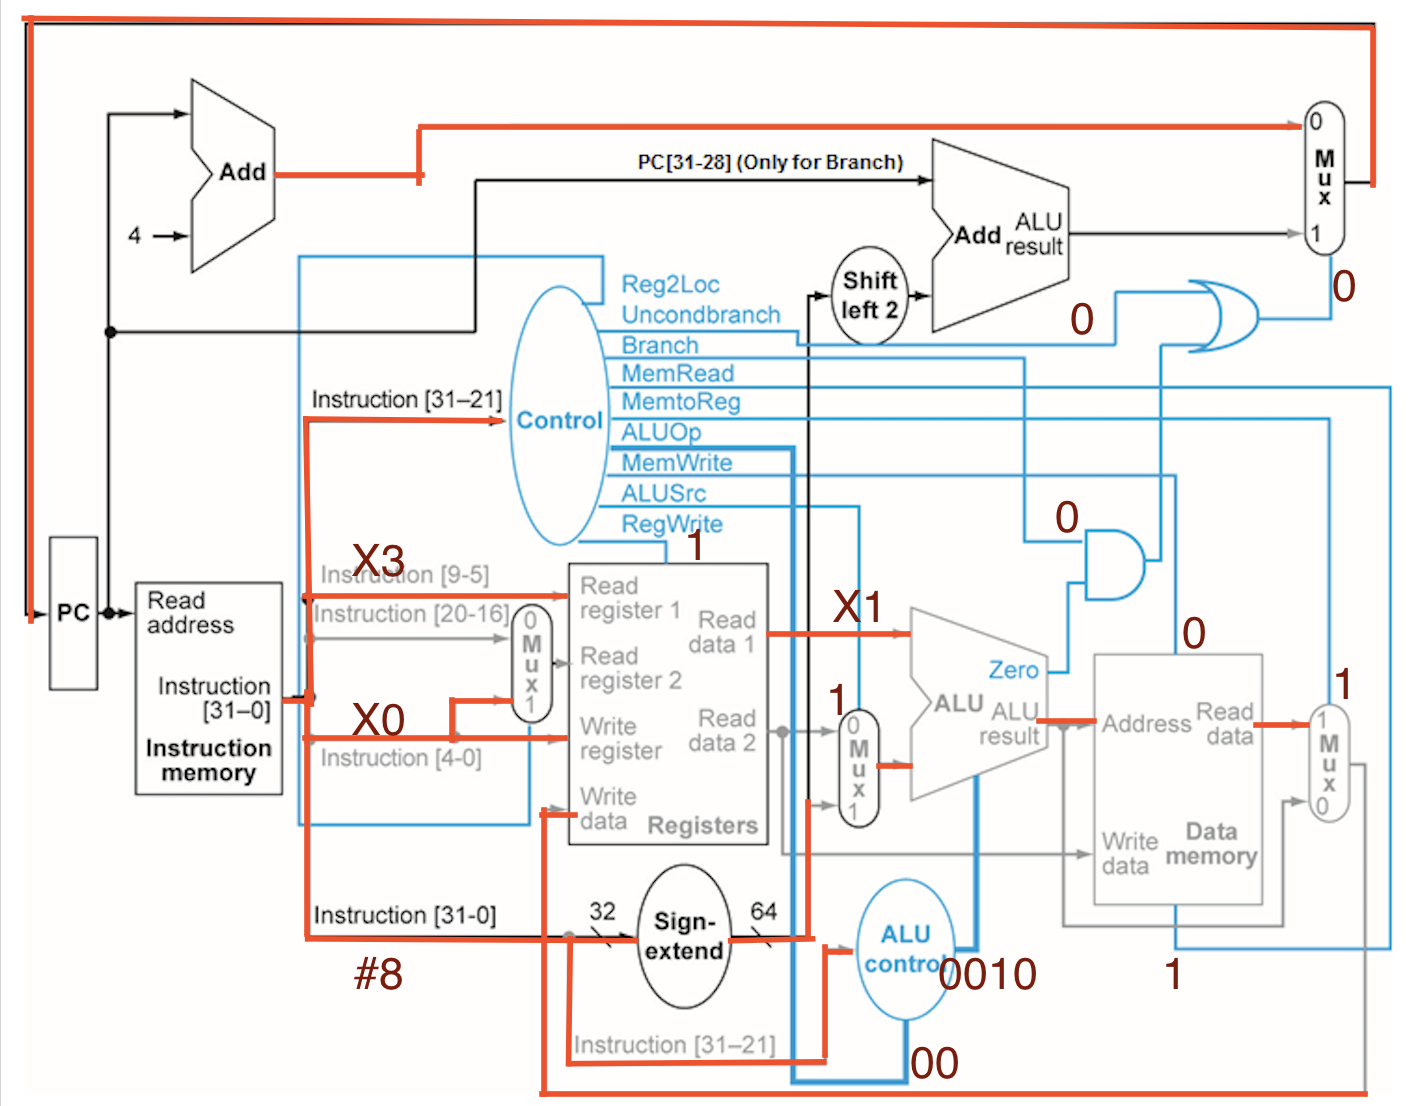 0
Mux
1
Add
4
PC[31-28] (Only for Branch)
Add
ALU
result
Shift
left 2
0
0
Reg2Loc
Uncondbranch
Branch
MemRead
MemtoReg
ALUOp
MemWrite
ALUSrc
RegWrite
Control
Instruction [31–21]
0
1
X3
Instruction [9-5]
Instruction [20-16]
PC
Read
address
Instruction
[31–0]
Instruction
memory
0
Mux
1
X0
Instruction [4-0]
Read
register 1
Read
register 2
Write
register
Write
data
Read
data 1
Read
data 2
Registers
X1
1
0
Mux
1
Zero
ALU
ALU
result
0
Address
Read
data
Write
data
Data
memory
1
1
Mux
0
Instruction [31-0]
32
Sign-
extend
64
#8
ALU
control
0010
1
Instruction [31–21]
00